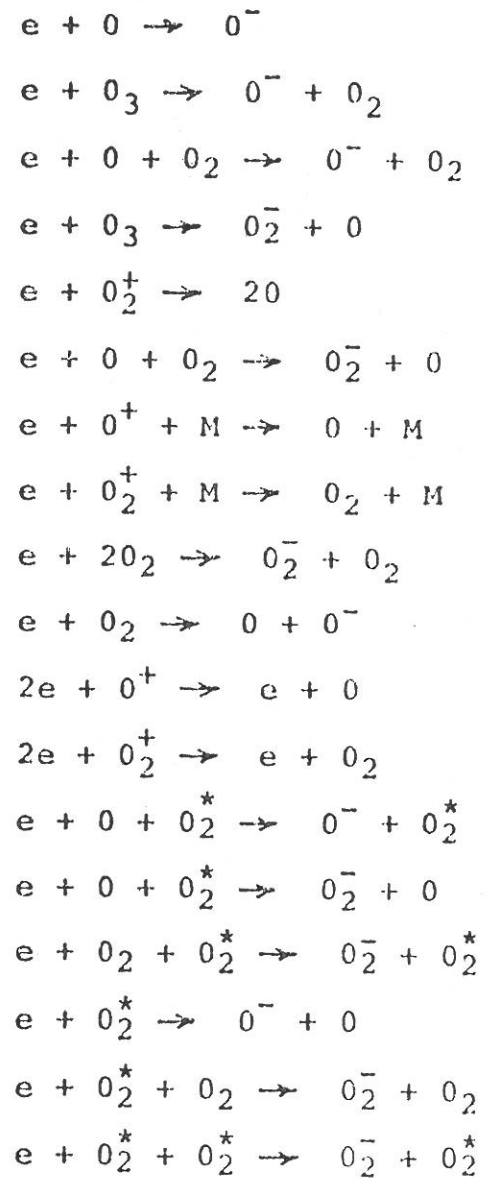 e + O → O⁻
e + O₃ → O⁻ + O₂
e + O + O₂ → O⁻ + O₂
e + O₃ → O₂⁻ + O
e + O₂⁺ → 2O
e + O + O₂ → O₂⁻ + O
e + O⁺ + M → O + M
e + O₂⁺ + M → O₂ + M
e + 2O₂ → O₂⁻ + O₂
e + O₂ → O + O⁻
2e + O⁺ → e + O
2e + O₂⁺ → e + O₂
e + O + O₂* → O⁻ + O₂*
e + O + O₂* → O₂⁻ + O
e + O₂ + O₂* → O₂⁻ + O₂*
e + O₂* → O⁻ + O
e + O₂* + O₂ → O₂⁻ + O₂
e + O₂* + O₂* → O₂⁻ + O₂*